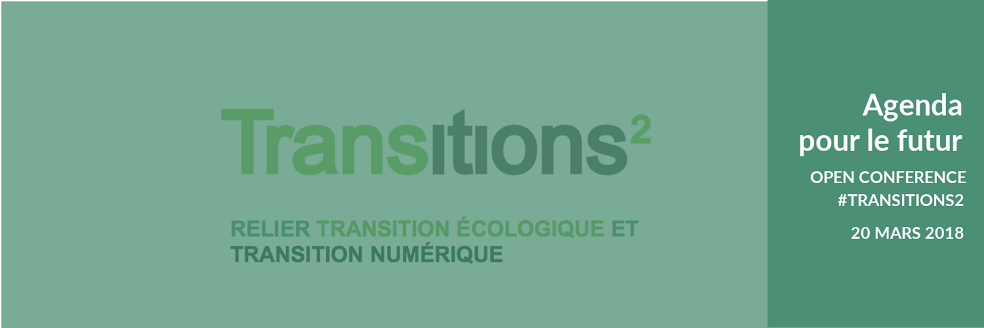 Transitions²
RELIER TRANSITION ÉCOLOGIQUE ET
TRANSITION NUMÉRIQUE
Agenda
pour le futur
OPEN CONFERENCE
#TRANSITIONS2
20 MARS 2018